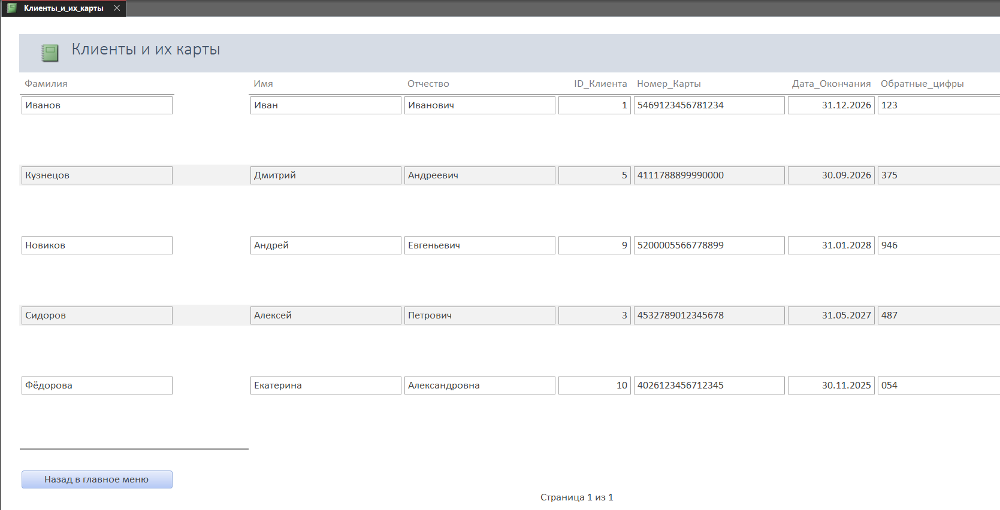 Клиенты_и_их_карты
Клиенты и их карты
Фамилия Имя Отчество ID_Клиента Номер_Карты Дата_Окончания Обратные_цифры
Иванов Иван Иванович 1 5469123456781234 31.12.2026 123
Кузнецов Дмитрий Андреевич 5 4111788899990000 30.09.2026 375
Новиков Андрей Евгеньевич 9 5200005566778899 31.01.2028 946
Сидоров Алексей Петрович 3 4532789012345678 31.05.2027 487
Фёдорова Екатерина Александровна 10 4026123456712345 30.11.2025 054
Назад в главное меню
Страница 1 из 1